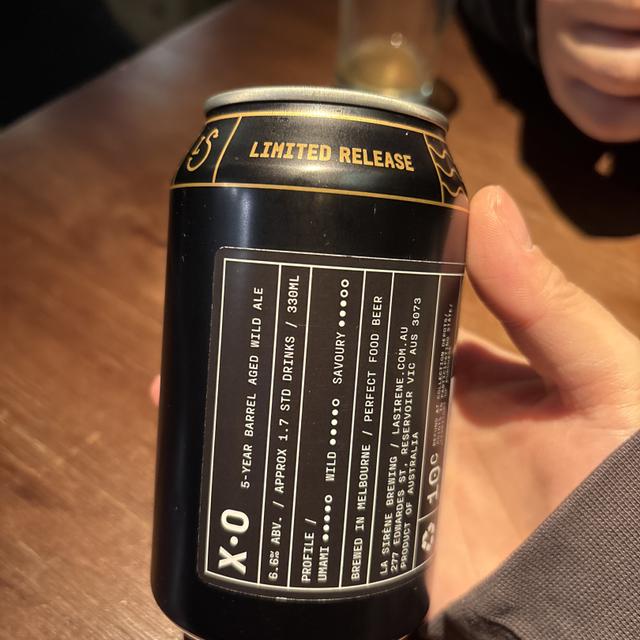 LS
LIMITED RELEASE
X•O 5-YEAR BARREL AGED WILD ALE
6.6% ABV. / APPROX 1.7 STD DRINKS / 330ML
PROFILE /
UMAMI ●●●●○ WILD ●●●●○ SAVOURY ●●●○○
BREWED IN MELBOURNE / PERFECT FOOD BEER
LA SIRÈNE BREWING / LASIRENE.COM.AU
277 EDWARDES ST, RESERVOIR VIC AUS 3073
PRODUCT OF AUSTRALIA
10C